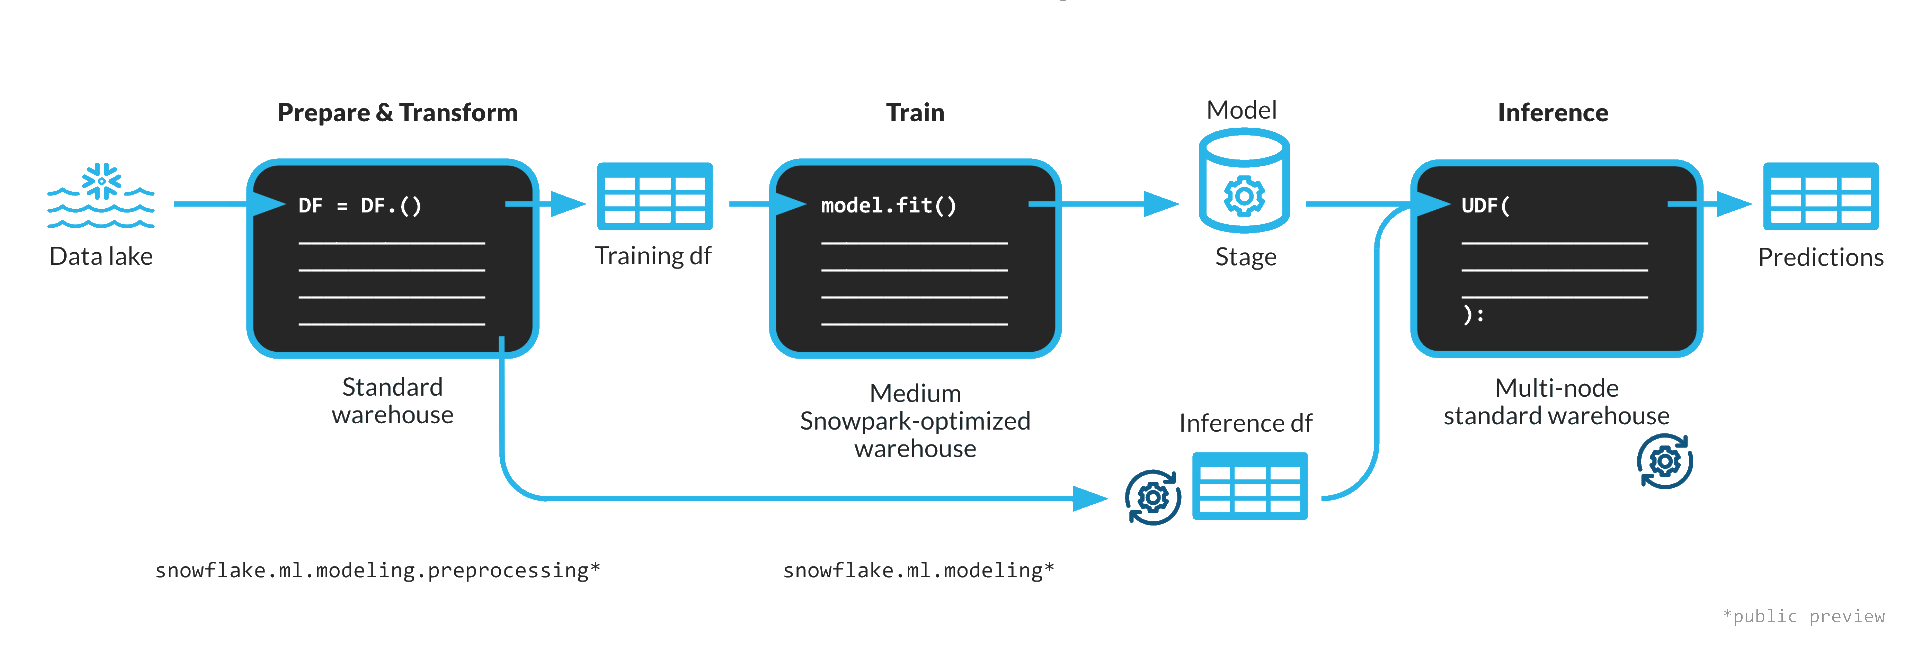 Prepare & Transform
Train
Model
Inference
DF = DF.()
model.fit()
UDF(
):
Data lake
Training df
Stage
Predictions
Standard
warehouse
Medium
Snowpark-optimized
warehouse
Inference df
Multi-node
standard warehouse
snowflake.ml.modeling.preprocessing*
snowflake.ml.modeling*
*public preview